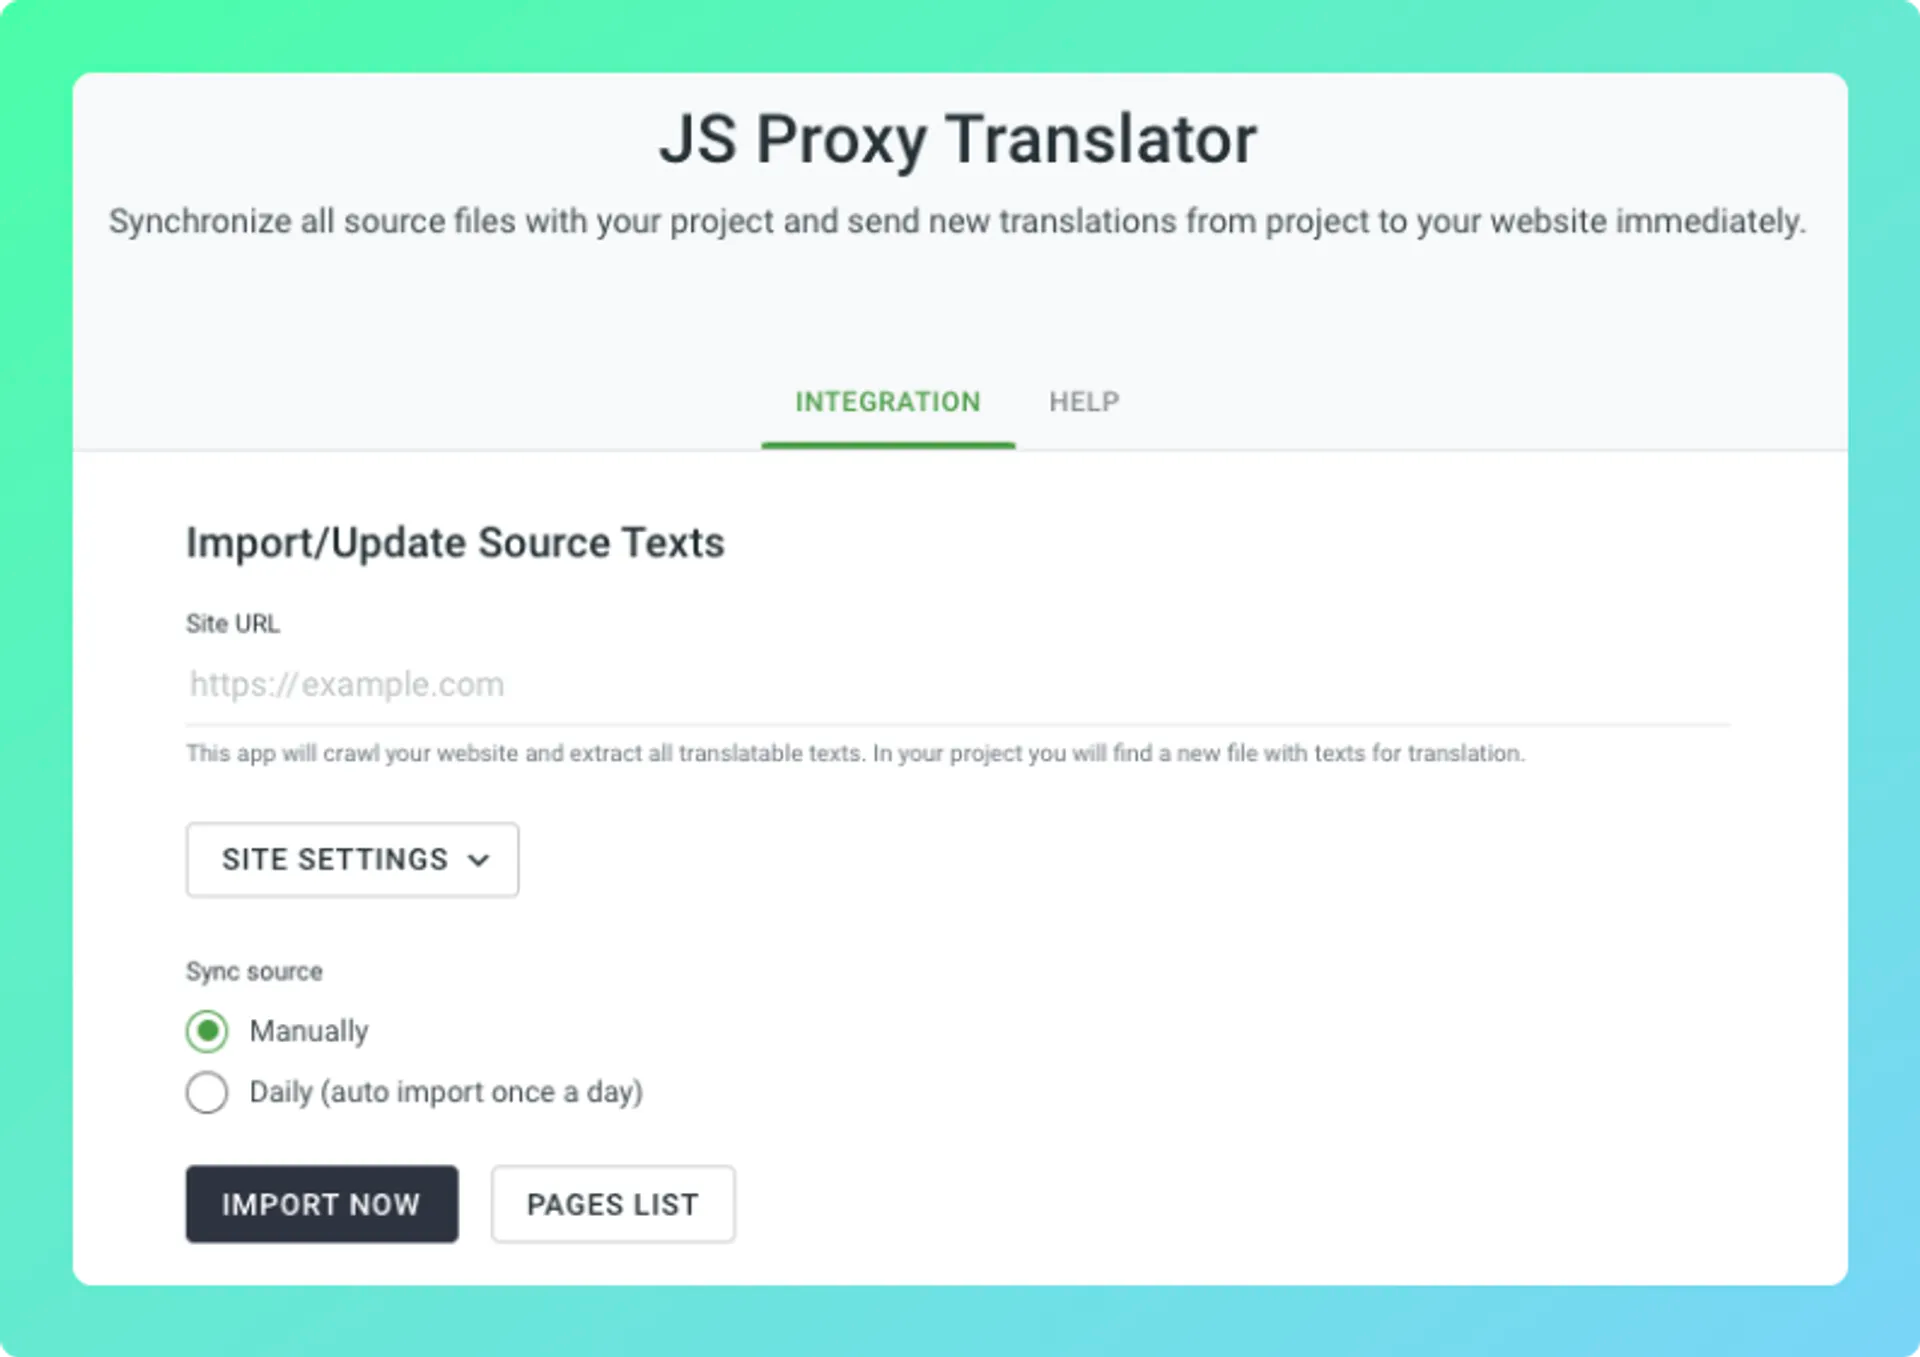 JS Proxy Translator
Synchronize all source files with your project and send new translations from project to your website immediately.
INTEGRATION HELP
Import/Update Source Texts
Site URL
https://example.com
This app will crawl your website and extract all translatable texts. In your project you will find a new file with texts for translation.
SITE SETTINGS
Sync source
Manually
Daily (auto import once a day)
IMPORT NOW PAGES LIST